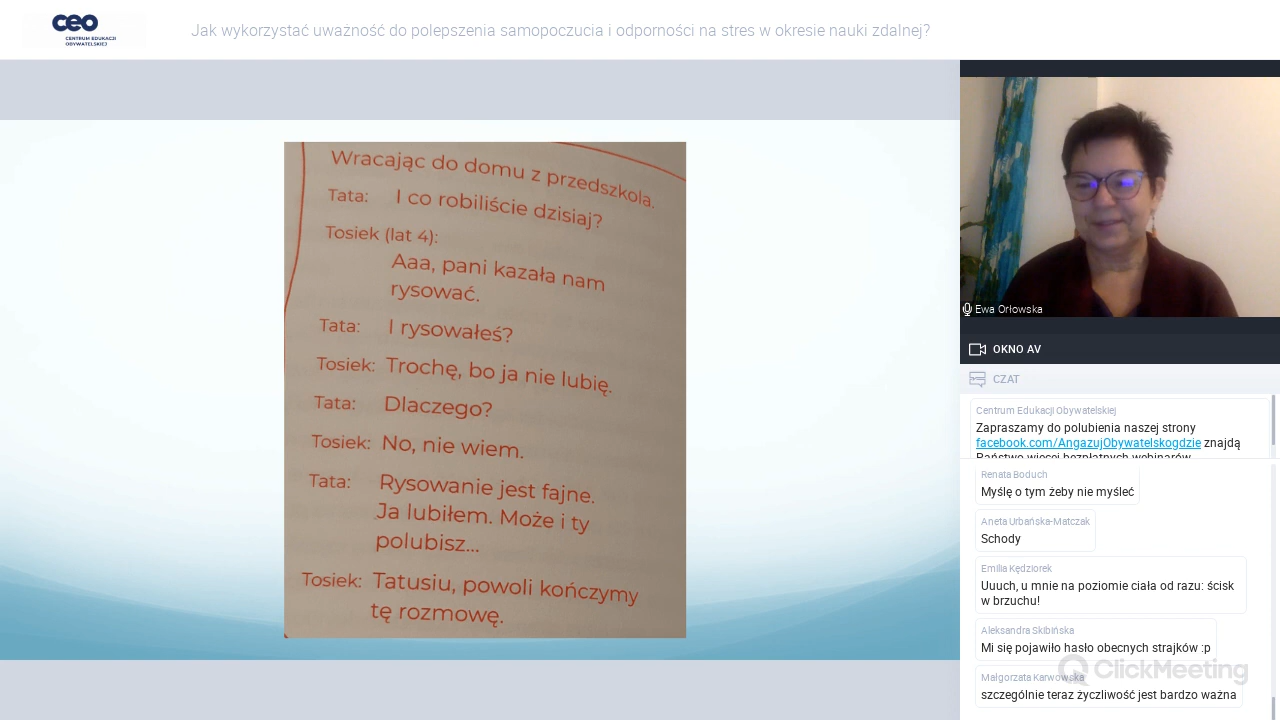 ceo
CENTRUM EDUKACJI
OBYWATELSKIEJ
Jak wykorzystać uważność do polepszenia samopoczucia i odporności na stres w okresie nauki zdalnej?
Wracając do domu z przedszkola.
Tata: I co robiliście dzisiaj?
Tosiek (lat 4):
Aaa, pani kazała nam
rysować.
Tata: I rysowałeś?
Tosiek: Trochę, bo ja nie lubię.
Tata: Dlaczego?
Tosiek: No, nie wiem.
Tata: Rysowanie jest fajne.
Ja lubiłem. Może i ty
polubisz...
Tosiek: Tatusiu, powoli kończymy
tę rozmowę.
Ewa Orłowska
OKNO AV
CZAT
Centrum Edukacji Obywatelskiej
Zapraszamy do polubienia naszej strony
facebook.com/AngazujObywatelskogdzie znajdą
Państwo więcej bezpłatnych webinarów
Renata Boduch
Myślę o tym żeby nie myśleć
Aneta Urbańska-Matczak
Schody
Emilia Kędziorek
Uuuch, u mnie na poziomie ciała od razu: ścisk
w brzuchu!
Aleksandra Skibińska
Mi się pojawiło hasło obecnych strajków :p
ClickMeeting
Małgorzata Karwowska
szczególnie teraz życzliwość jest bardzo ważna